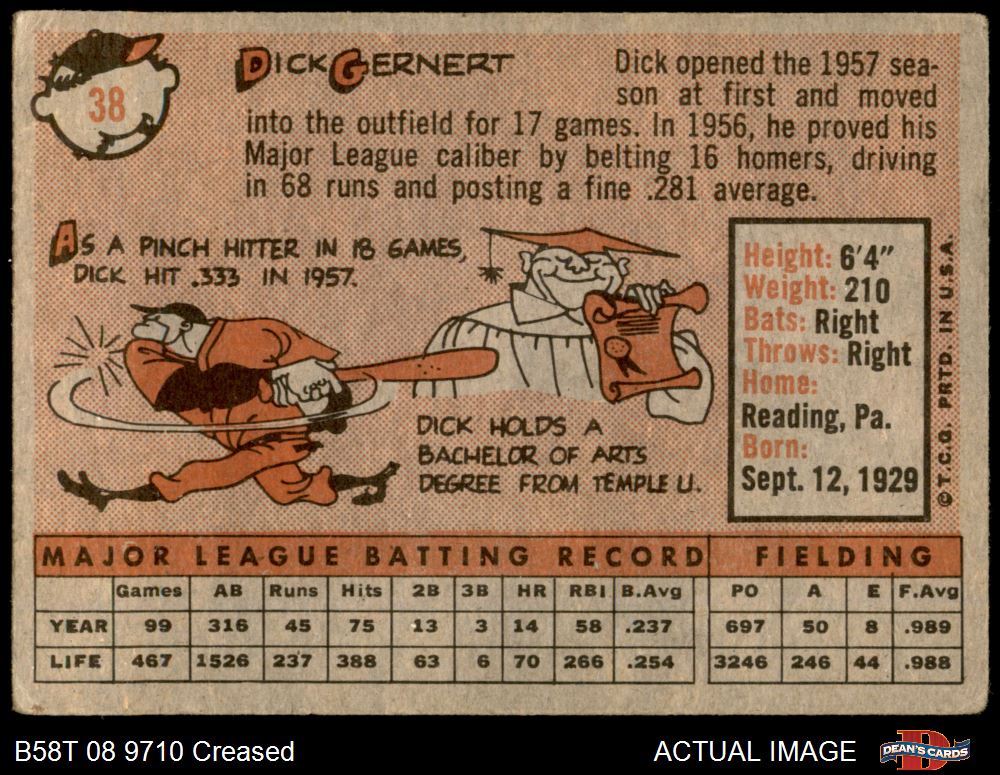 38
DICK GERNERT
Dick opened the 1957 sea-
son at first and moved
into the outfield for 17 games. In 1956, he proved his
Major League caliber by belting 16 homers, driving
in 68 runs and posting a fine .281 average.
AS A PINCH HITTER IN 18 GAMES,
DICK HIT .333 IN 1957.
DICK HOLDS A
BACHELOR OF ARTS
DEGREE FROM TEMPLE U.
Height: 6'4"
Weight: 210
Bats: Right
Throws: Right
Home:
Reading, Pa.
Born:
Sept. 12, 1929
© T.C.G. PRTD. IN U.S.A.
MAJOR LEAGUE BATTING RECORD FIELDING
Games AB Runs Hits 2B 3B HR RBI B.Avg PO A E F.Avg
YEAR 99 316 45 75 13 3 14 58 .237 697 50 8 .989
LIFE 467 1526 237 388 63 6 70 266 .254 3246 246 44 .988
B58T 08 9710 Creased
ACTUAL IMAGE
D
DEAN'S CARDS